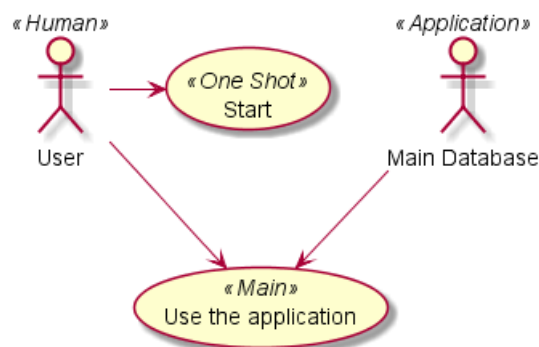 «Human»
User
«One Shot»
Start
«Application»
Main Database
«Main»
Use the application